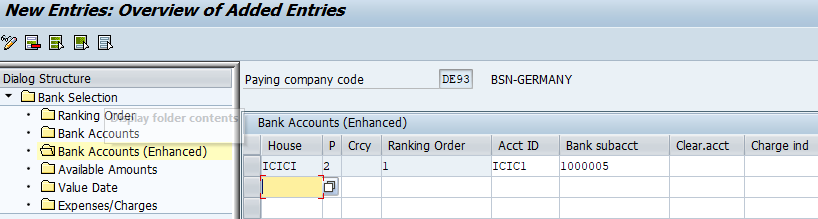 New Entries: Overview of Added Entries
Dialog Structure
Bank Selection
Ranking Order
Display folder contents
Bank Accounts
Bank Accounts (Enhanced)
Available Amounts
Value Date
Expenses/Charges
Paying company code DE93 BSN-GERMANY
Bank Accounts (Enhanced)
House P Crcy Ranking Order Acct ID Bank subacct Clear.acct Charge ind
ICICI 2 1 ICIC1 1000005